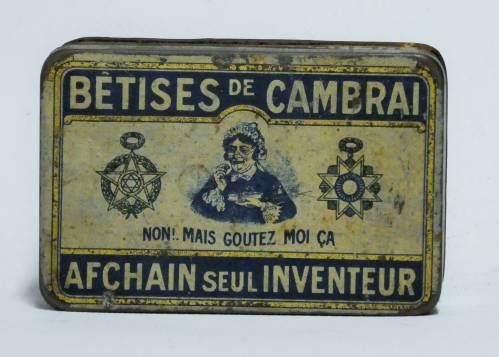 BÊTISES DE CAMBRAI
NON!. MAIS GOUTEZ MOI ÇA
AFCHAIN SEUL INVENTEUR